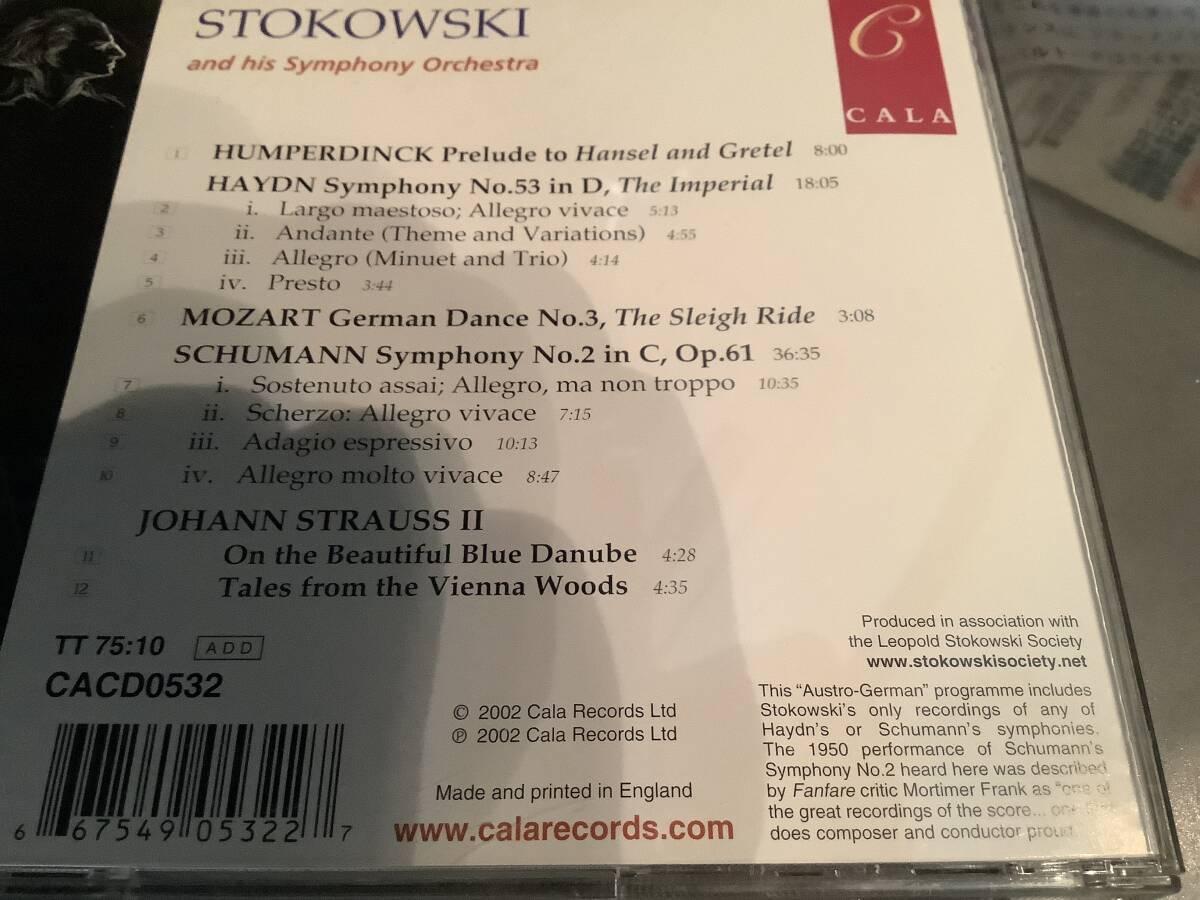 STOKOWSKI
and his Symphony Orchestra
C
CALA
1 HUMPERDINCK Prelude to Hansel and Gretel 8:00
HAYDN Symphony No.53 in D, The Imperial 18:05
2 i. Largo maestoso; Allegro vivace 5:13
3 ii. Andante (Theme and Variations) 4:55
4 iii. Allegro (Minuet and Trio) 4:14
5 iv. Presto 3:44
6 MOZART German Dance No.3, The Sleigh Ride 3:08
SCHUMANN Symphony No.2 in C, Op.61 36:35
7 i. Sostenuto assai; Allegro, ma non troppo 10:35
8 ii. Scherzo: Allegro vivace 7:15
9 iii. Adagio espressivo 10:13
10 iv. Allegro molto vivace 8:47
JOHANN STRAUSS II
11 On the Beautiful Blue Danube 4:28
12 Tales from the Vienna Woods 4:35
TT 75:10 ADD
CACD0532
6 67549 05322 7
© 2002 Cala Records Ltd
℗ 2002 Cala Records Ltd
Made and printed in England
www.calarecords.com
Produced in association with
the Leopold Stokowski Society
www.stokowskisociety.net
This "Austro-German" programme includes
Stokowski's only recordings of any of
Haydn's or Schumann's symphonies.
The 1950 performance of Schumann's
Symphony No.2 heard here was described
by Fanfare critic Mortimer Frank as "one of
the great recordings of the score... one
does composer and conductor proud